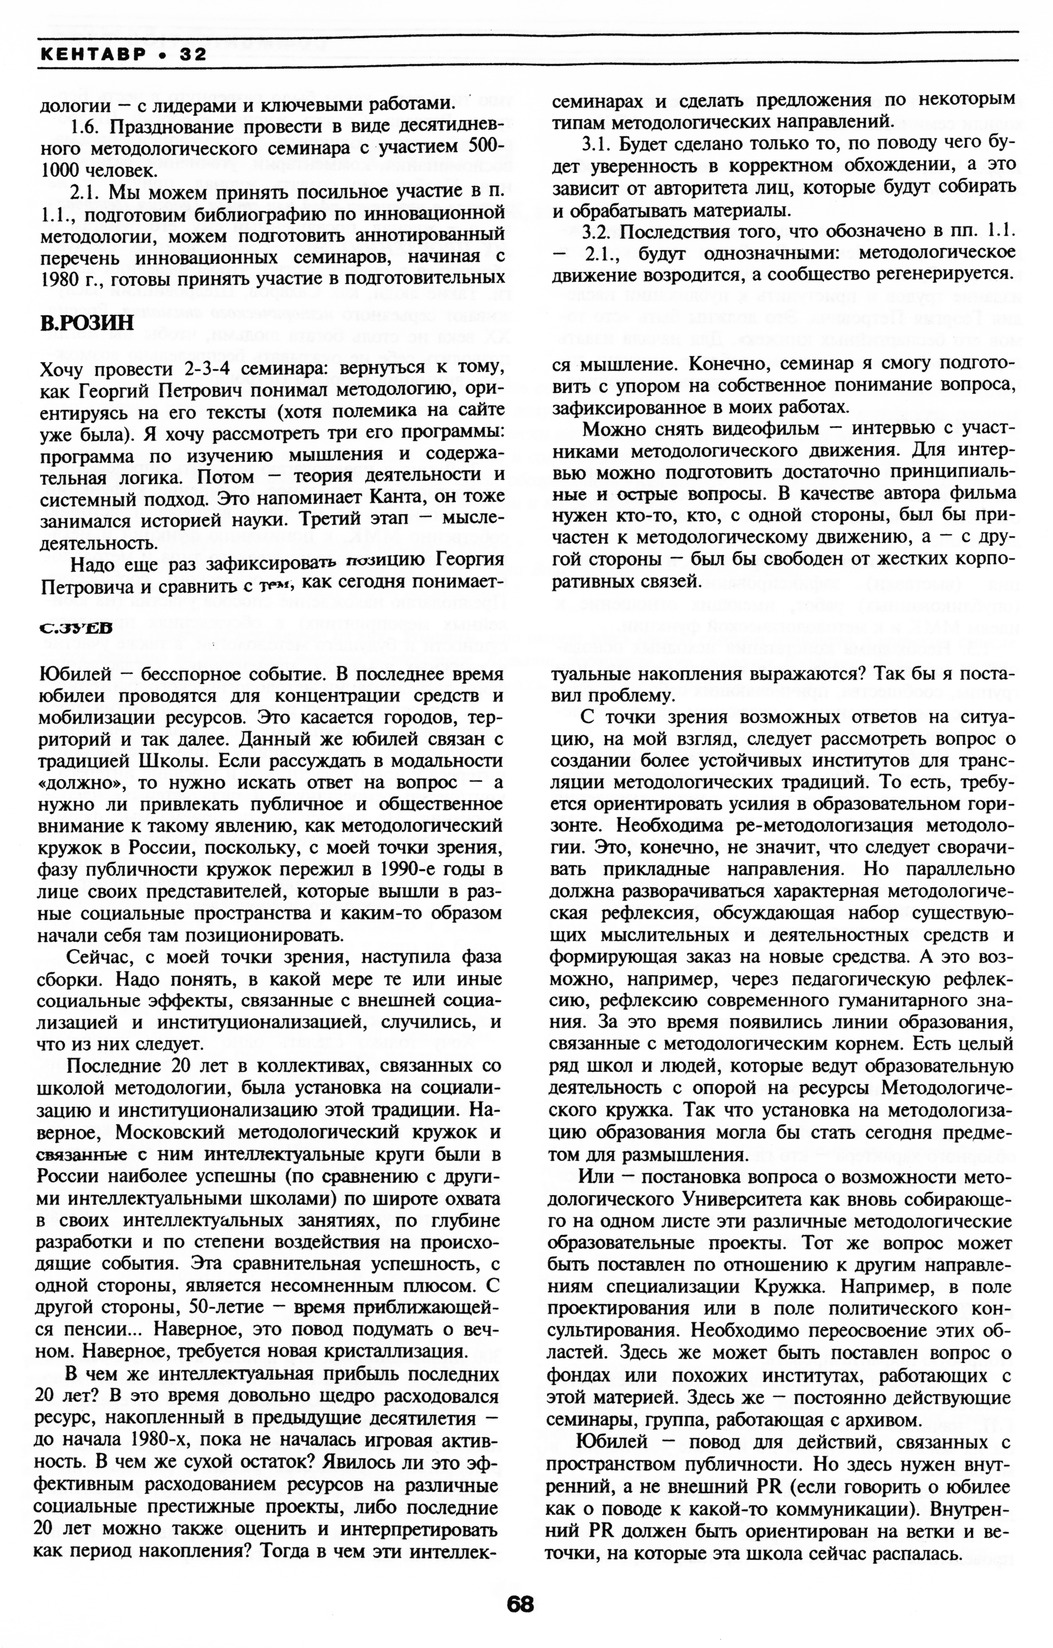 КЕНТАВР • 32
дологии — с лидерами и ключевыми работами.
1.6. Празднование провести в виде десятиднев-
ного методологического семинара с участием 500-
1000 человек.
2.1. Мы можем принять посильное участие в п.
1.1., подготовим библиографию по инновационной
методологии, можем подготовить аннотированный
перечень инновационных семинаров, начиная с
1980 г., готовы принять участие в подготовительных
семинарах и сделать предложения по некоторым
типам методологических направлений.
3.1. Будет сделано только то, по поводу чего бу-
дет уверенность в корректном обхождении, а это
зависит от авторитета лиц, которые будут собирать
и обрабатывать материалы.
3.2. Последствия того, что обозначено в пп. 1.1.
— 2.1., будут однозначными: методологическое
движение возродится, а сообщество регенерируется.
В.РОЗИН
Хочу провести 2-3-4 семинара: вернуться к тому,
как Георгий Петрович понимал методологию, ори-
ентируясь на его тексты (хотя полемика на сайте
уже была). Я хочу рассмотреть три его программы:
программа по изучению мышления и содержа-
тельная логика. Потом — теория деятельности и
системный подход. Это напоминает Канта, он тоже
занимался историей науки. Третий этап — мысле-
деятельность.
Надо еще раз зафиксировать позицию Георгия
Петровича и сравнить с тем, как сегодня понимает-
ся мышление. Конечно, семинар я смогу подгото-
вить с упором на собственное понимание вопроса,
зафиксированное в моих работах.
Можно снять видеофильм — интервью с участ-
никами методологического движения. Для интер-
вью можно подготовить достаточно принципиаль-
ные и острые вопросы. В качестве автора фильма
нужен кто-то, кто, с одной стороны, был бы при-
частен к методологическому движению, а — с дру-
гой стороны — был бы свободен от жестких корпо-
ративных связей.
С.ЗУЕВ
Юбилей — бесспорное событие. В последнее время
юбилеи проводятся для концентрации средств и
мобилизации ресурсов. Это касается городов, тер-
риторий и так далее. Данный же юбилей связан с
традицией Школы. Если рассуждать в модальности
«должно», то нужно искать ответ на вопрос — а
нужно ли привлекать публичное и общественное
внимание к такому явлению, как методологический
кружок в России, поскольку, с моей точки зрения,
фазу публичности кружок пережил в 1990-е годы в
лице своих представителей, которые вышли в раз-
ные социальные пространства и каким-то образом
начали себя там позиционировать.
Сейчас, с моей точки зрения, наступила фаза
сборки. Надо понять, в какой мере те или иные
социальные эффекты, связанные с внешней социа-
лизацией и институционализацией, случились, и
что из них следует.
Последние 20 лет в коллективах, связанных со
школой методологии, была установка на социали-
зацию и институционализацию этой традиции. На-
верное, Московский методологический кружок и
связанные с ним интеллектуальные круги были в
России наиболее успешны (по сравнению с други-
ми интеллектуальными школами) по широте охвата
в своих интеллектуальных занятиях, по глубине
разработки и по степени воздействия на происхо-
дящие события. Эта сравнительная успешность, с
одной стороны, является несомненным плюсом. С
другой стороны, 50-летие — время приближающей-
ся пенсии... Наверное, это повод подумать о веч-
ном. Наверное, требуется новая кристаллизация.
В чем же интеллектуальная прибыль последних
20 лет? В это время довольно щедро расходовался
ресурс, накопленный в предыдущие десятилетия —
до начала 1980-х, пока не началась игровая актив-
ность. В чем же сухой остаток? Явилось ли это эф-
фективным расходованием ресурсов на различные
социальные престижные проекты, либо последние
20 лет можно также оценить и интерпретировать
как период накопления? Тогда в чем эти интеллек-
туальные накопления выражаются? Так бы я поста-
вил проблему.
С точки зрения возможных ответов на ситуа-
цию, на мой взгляд, следует рассмотреть вопрос о
создании более устойчивых институтов для транс-
ляции методологических традиций. То есть, требу-
ется ориентировать усилия в образовательном гори-
зонте. Необходима ре-методологизация методоло-
гии. Это, конечно, не значит, что следует сворачи-
вать прикладные направления. Но параллельно
должна разворачиваться характерная методологиче-
ская рефлексия, обсуждающая набор существую-
щих мыслительных и деятельностных средств и
формирующая заказ на новые средства. А это воз-
можно, например, через педагогическую рефлек-
сию, рефлексию современного гуманитарного зна-
ния. За это время появились линии образования,
связанные с методологическим корнем. Есть целый
ряд школ и людей, которые ведут образовательную
деятельность с опорой на ресурсы Методологиче-
ского кружка. Так что установка на методологиза-
цию образования могла бы стать сегодня предме-
том для размышления.
Или — постановка вопроса о возможности мето-
дологического Университета как вновь собирающе-
го на одном листе эти различные методологические
образовательные проекты. Тот же вопрос может
быть поставлен по отношению к другим направле-
ниям специализации Кружка. Например, в поле
проектирования или в поле политического кон-
сультирования. Необходимо переосвоение этих об-
ластей. Здесь же может быть поставлен вопрос о
фондах или похожих институтах, работающих с
этой материей. Здесь же — постоянно действующие
семинары, группа, работающая с архивом.
Юбилей — повод для действий, связанных с
пространством публичности. Но здесь нужен внут-
ренний, а не внешний PR (если говорить о юбилее
как о поводе к какой-то коммуникации). Внутрен-
ний PR должен быть ориентирован на ветки и ве-
точки, на которые эта школа сейчас распалась.
68